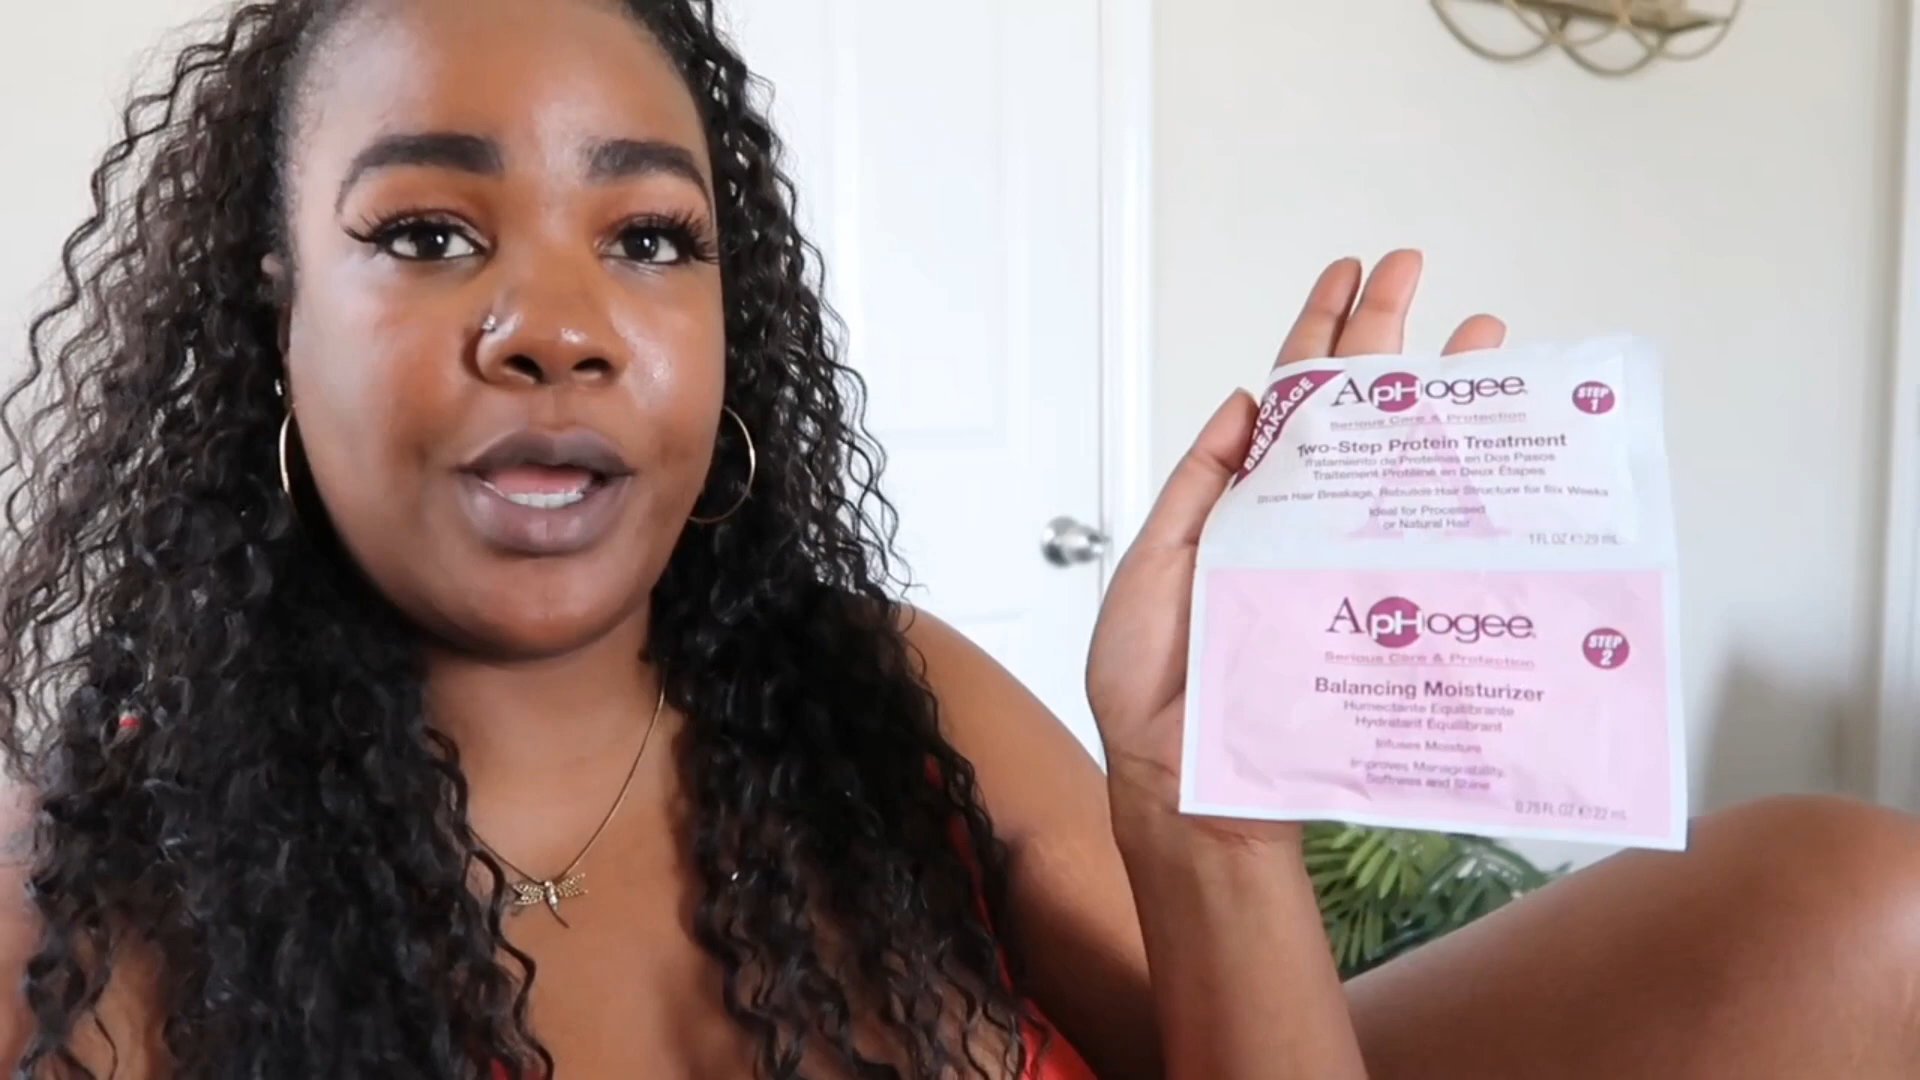 STOP
BREAKAGE
ApHogee
STEP
1
Serious Care & Protection
Two-Step Protein Treatment
Tratamiento de Proteínas en Dos Pasos
Traitement Protéiné en Deux Étapes
Stops Hair Breakage, Rebuilds Hair Structure for Six Weeks
Ideal for Processed
or Natural Hair
1 FL OZ e 29 mL
ApHogee
STEP
2
Serious Care & Protection
Balancing Moisturizer
Humectante Equilibrante
Hydratant Équilibrant
Infuses Moisture
Improves Manageability,
Softness and Shine
0.75 FL OZ e 22 mL